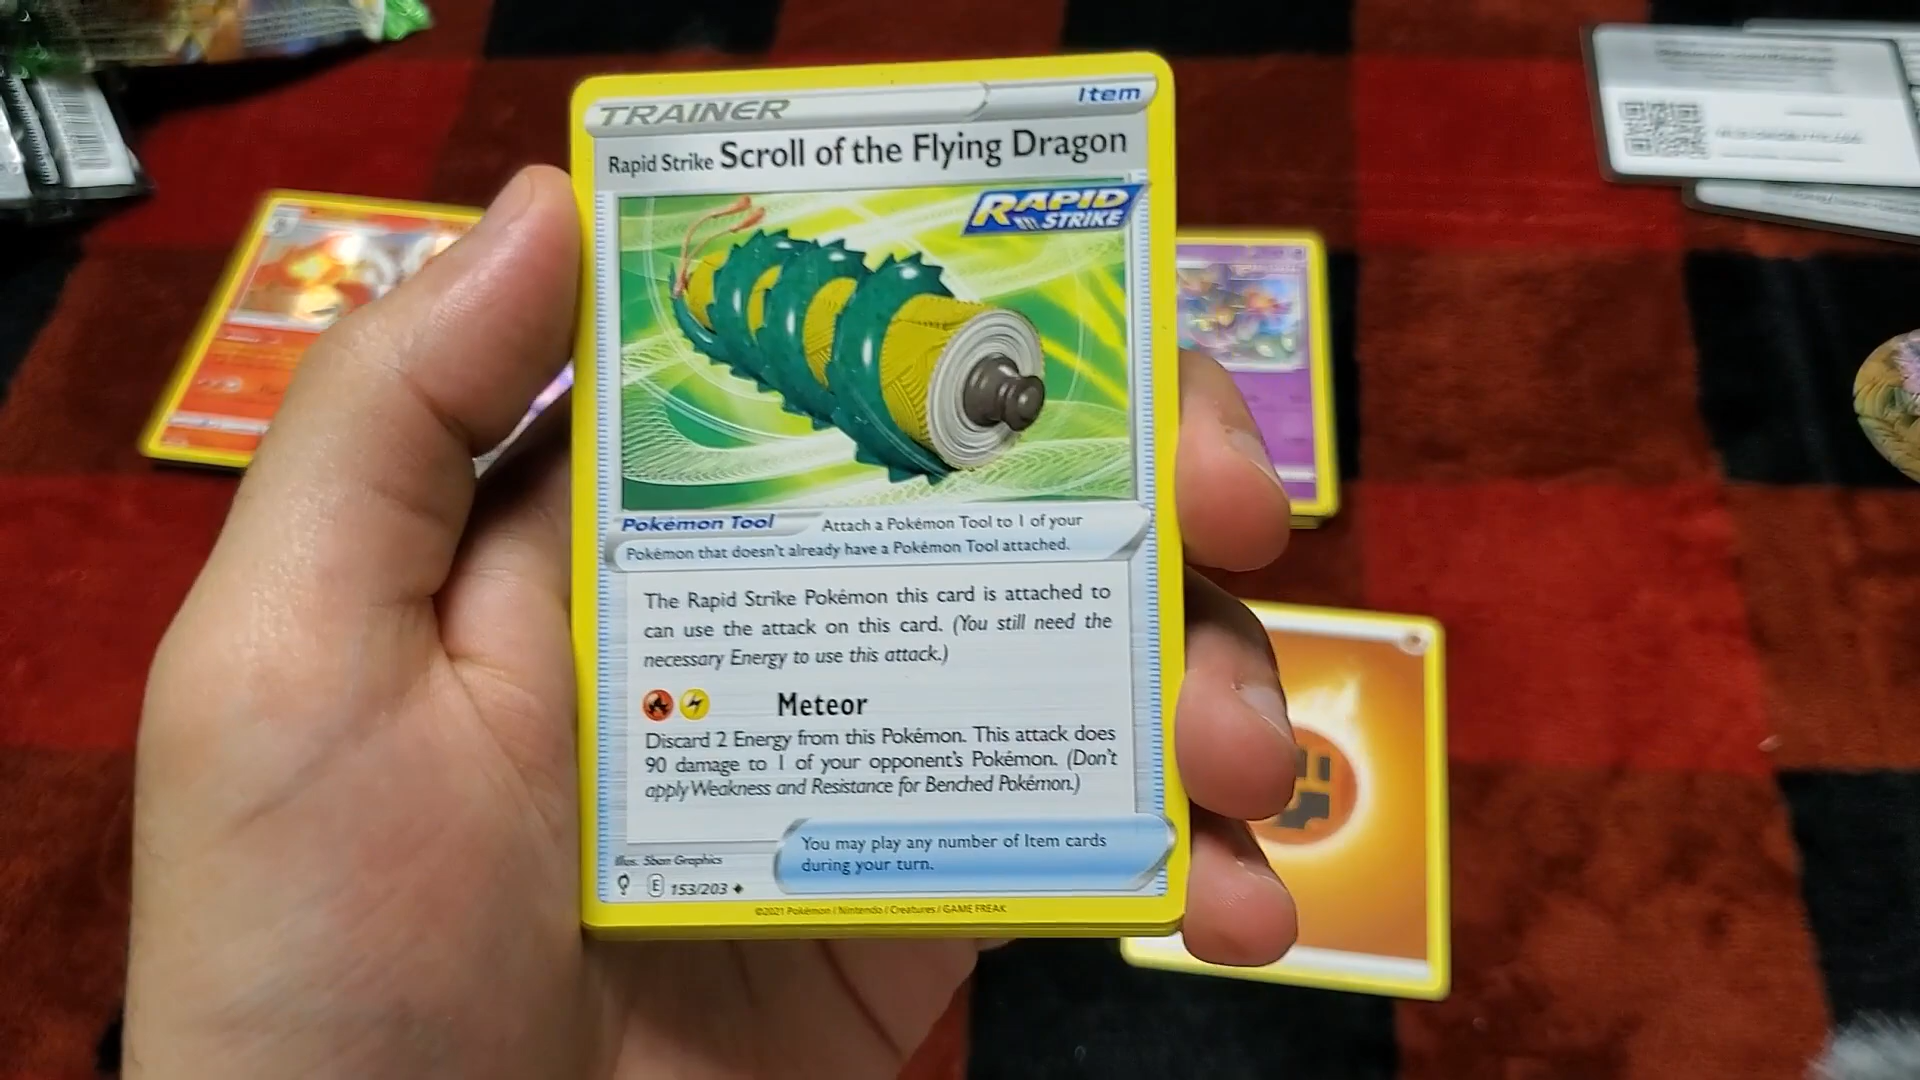 TRAINER
Item
Rapid Strike Scroll of the Flying Dragon
RAPID
STRIKE
Pokémon Tool
Attach a Pokémon Tool to 1 of your
Pokémon that doesn't already have a Pokémon Tool attached.
The Rapid Strike Pokémon this card is attached to
can use the attack on this card. (You still need the
necessary Energy to use this attack.)
Meteor
Discard 2 Energy from this Pokémon. This attack does
90 damage to 1 of your opponent's Pokémon. (Don't
apply Weakness and Resistance for Benched Pokémon.)
You may play any number of Item cards
during your turn.
Illus. 5ban Graphics
E 153/203
©2021 Pokémon / Nintendo / Creatures / GAME FREAK